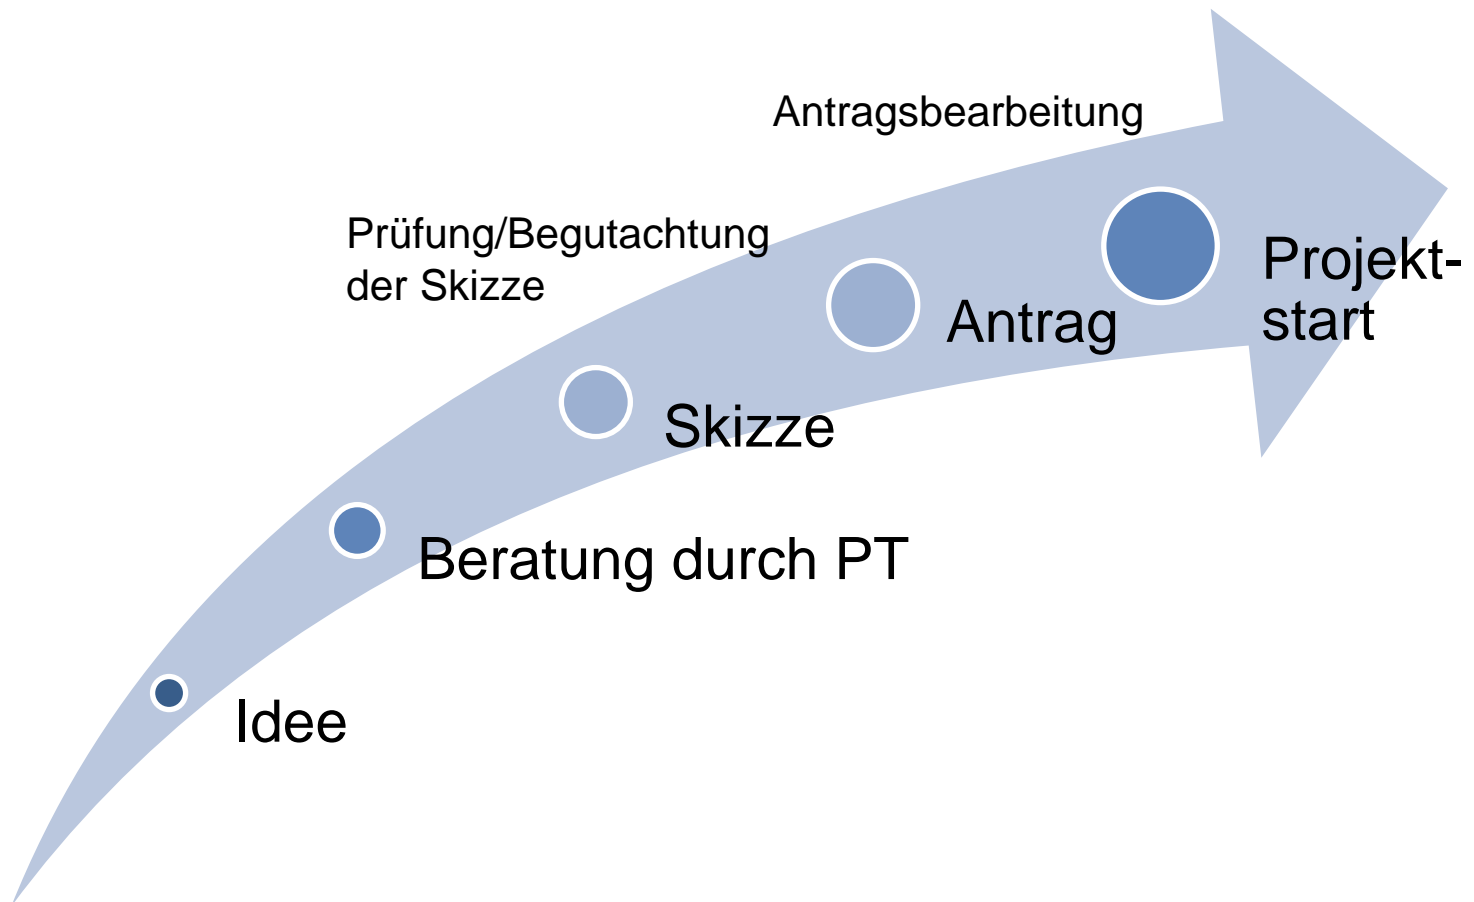 Antragsbearbeitung
Prüfung/Begutachtung
der Skizze
Projekt-
start
Antrag
Skizze
Beratung durch PT
Idee